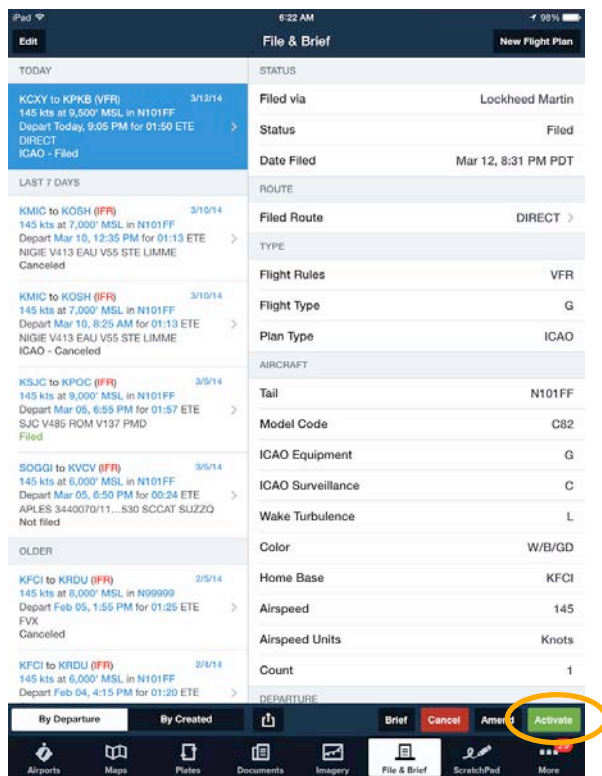 iPad 6:22 AM 98%
Edit File & Brief New Flight Plan
TODAY
KCXY to KPKB (VFR) 3/12/14
145 kts at 9,500' MSL in N101FF
Depart Today, 9:05 PM for 01:50 ETE
DIRECT
ICAO - Filed
LAST 7 DAYS
KMIC to KOSH (IFR) 3/10/14
145 kts at 7,000' MSL in N101FF
Depart Mar 10, 12:35 PM for 01:13 ETE
NIGIE V413 EAU V55 STE LIMME
Canceled
KMIC to KOSH (IFR) 3/10/14
145 kts at 7,000' MSL in N101FF
Depart Mar 10, 8:25 AM for 01:13 ETE
NIGIE V413 EAU V55 STE LIMME
ICAO - Canceled
KSJC to KPOC (IFR) 3/5/14
145 kts at 9,000' MSL in N101FF
Depart Mar 05, 6:55 PM for 01:57 ETE
SJC V485 ROM V137 PMD
Filed
SOGGI to KVCV (IFR) 3/5/14
145 kts at 6,000' MSL in N101FF
Depart Mar 05, 6:50 PM for 00:24 ETE
APLES 3440070/11...530 SCCAT SUZZQ
Not filed
OLDER
KFCI to KRDU (IFR) 2/5/14
145 kts at 8,000' MSL in N99999
Depart Feb 05, 1:55 PM for 01:25 ETE
FVX
Canceled
KFCI to KRDU (IFR) 2/4/14
145 kts at 6,000' MSL in N101FF
Depart Feb 04, 4:15 PM for 01:20 ETE
STATUS
Filed via Lockheed Martin
Status Filed
Date Filed Mar 12, 8:31 PM PDT
ROUTE
Filed Route DIRECT
TYPE
Flight Rules VFR
Flight Type G
Plan Type ICAO
AIRCRAFT
Tail N101FF
Model Code C82
ICAO Equipment G
ICAO Surveillance C
Wake Turbulence L
Color W/B/GD
Home Base KFCI
Airspeed 145
Airspeed Units Knots
Count 1
DEPARTURE
By Departure By Created Brief Cancel Amend Activate
Airports Maps Plates Documents Imagery File & Brief ScratchPad More